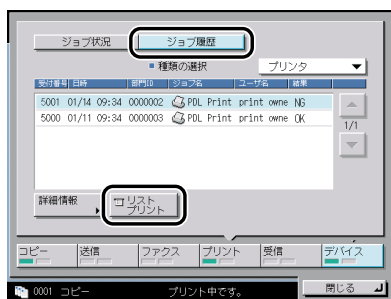 ジョブ状況 ジョブ履歴
■種類の選択 プリンタ
受付番号 日時 部門ID ジョブ名 ユーザ名 結果
5001 01/14 09:34 0000002 PDL Print print owne NG
5000 01/11 09:34 0000003 PDL Print print owne OK
1/1
詳細情報 リスト
プリント
コピー 送信 ファクス プリント 受信 デバイス
0001 コピー プリント中です。 閉じる